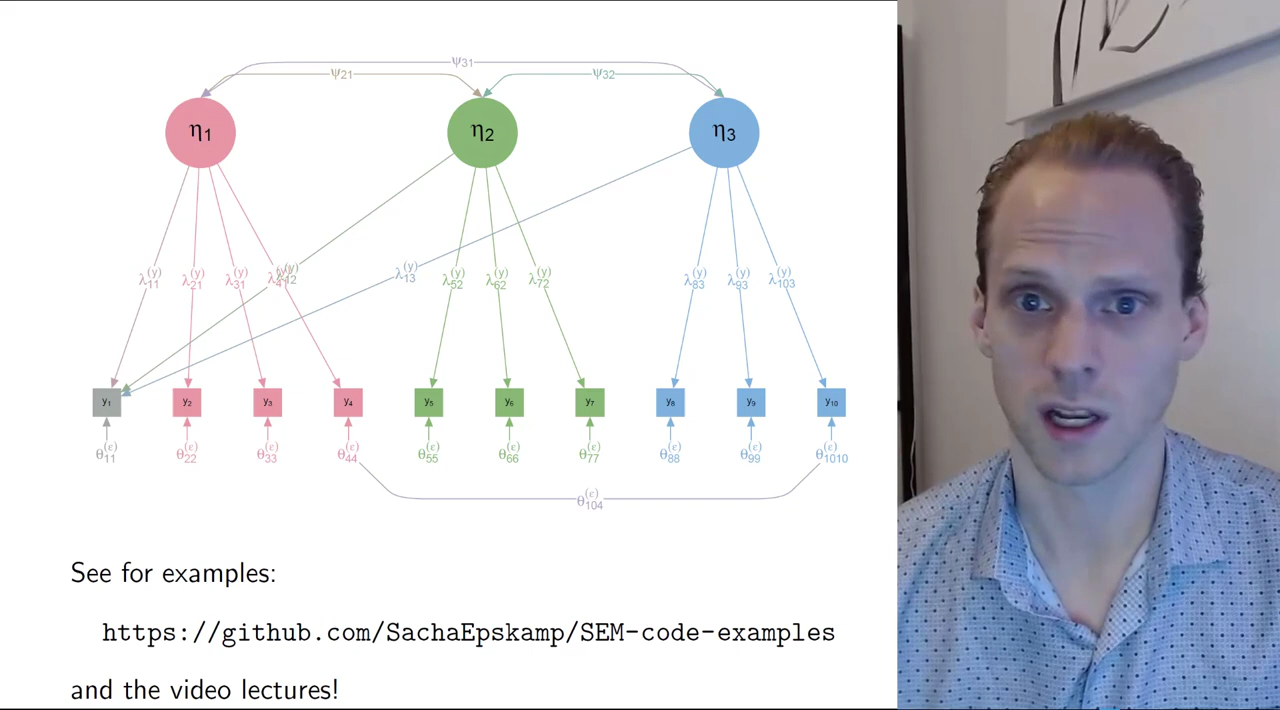 ψ31
ψ21 ψ32
η1 η2 η3
λ11(y) λ21(y) λ31(y) λ12(y) λ13(y) λ52(y) λ62(y) λ72(y) λ83(y) λ93(y) λ103(y)
y1 y2 y3 y4 y5 y6 y7 y8 y9 y10
θ11(ε) θ22(ε) θ33(ε) θ44(ε) θ55(ε) θ66(ε) θ77(ε) θ88(ε) θ99(ε) θ1010(ε)
θ104(ε)
See for examples:
https://github.com/SachaEpskamp/SEM-code-examples
and the video lectures!